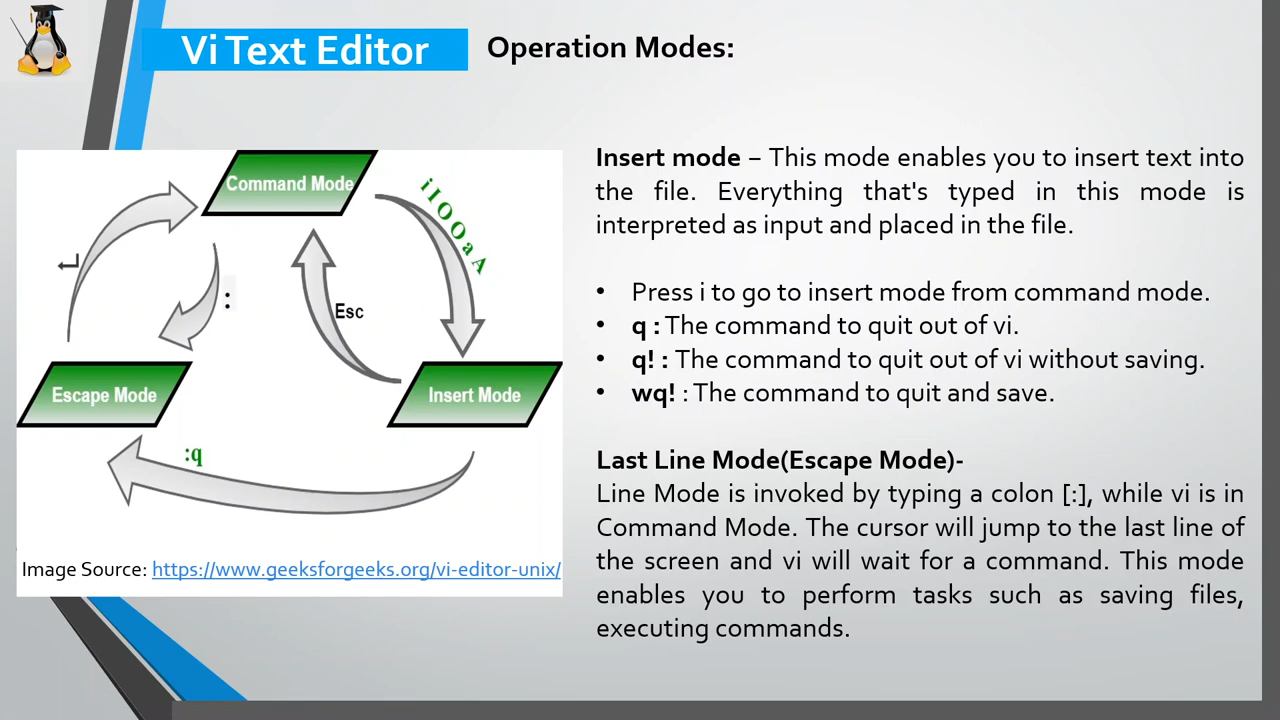 Vi Text Editor
Operation Modes:
Command Mode
i I O O a A
:
Esc
Escape Mode
Insert Mode
:q
Image Source: https://www.geeksforgeeks.org/vi-editor-unix/
Insert mode – This mode enables you to insert text into
the file. Everything that's typed in this mode is
interpreted as input and placed in the file.
• Press i to go to insert mode from command mode.
• q : The command to quit out of vi.
• q! : The command to quit out of vi without saving.
• wq! : The command to quit and save.
Last Line Mode(Escape Mode)-
Line Mode is invoked by typing a colon [:], while vi is in
Command Mode. The cursor will jump to the last line of
the screen and vi will wait for a command. This mode
enables you to perform tasks such as saving files,
executing commands.